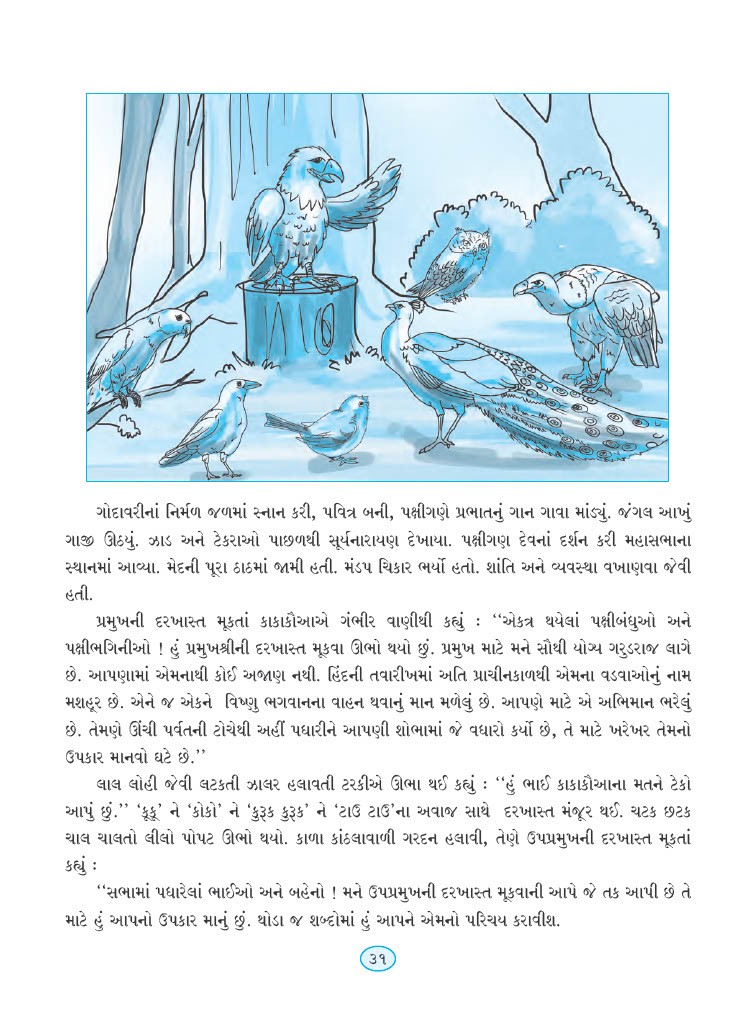 ગોદાવરીનાં નિર્મળ જળમાં સ્નાન કરી, પવિત્ર બની, પક્ષીગણે પ્રભાતનું ગાન ગાવા માંડ્યું. જંગલ આખું
ગાજી ઊઠયું. ઝાડ અને ટેકરાઓ પાછળથી સૂર્યનારાયણ દેખાયા. પક્ષીગણ દેવનાં દર્શન કરી મહાસભાના
સ્થાનમાં આવ્યા. મેદની પૂરા ઠાઠમાં જામી હતી. મંડપ ચિકાર ભર્યો હતો. શાંતિ અને વ્યવસ્થા વખાણવા જેવી
હતી.
પ્રમુખની દરખાસ્ત મૂકતાં કાકાકૌઆએ ગંભીર વાણીથી કહ્યું : ‘‘એકત્ર થયેલાં પક્ષીબંધુઓ અને
પક્ષીભગિનીઓ ! હું પ્રમુખશ્રીની દરખાસ્ત મૂકવા ઊભો થયો છું. પ્રમુખ માટે મને સૌથી યોગ્ય ગરુડરાજ લાગે
છે. આપણામાં એમનાથી કોઈ અજાણ નથી. હિંદની તવારીખમાં અતિ પ્રાચીનકાળથી એમના વડવાઓનું નામ
મશહૂર છે. એને જ એકને વિષ્ણુ ભગવાનના વાહન થવાનું માન મળેલું છે. આપણે માટે એ અભિમાન ભરેલું
છે. તેમણે ઊંચી પર્વતની ટોચેથી અહીં પધારીને આપણી શોભામાં જે વધારો કર્યો છે, તે માટે ખરેખર તેમનો
ઉપકાર માનવો ઘટે છે.’’
લાલ લોહી જેવી લટકતી ઝાલર હલાવતી ટરકીએ ઊભા થઈ કહ્યું : ‘‘હું ભાઈ કાકાકૌઆના મતને ટેકો
આપું છું.’’ ‘કૂકૂ’ ને ‘કોકો’ ને ‘કુરૂક કુરૂક’ ને ‘ટાઉ ટાઉ’ના અવાજ સાથે દરખાસ્ત મંજૂર થઈ. ચટક છટક
ચાલ ચાલતો લીલો પોપટ ઊભો થયો. કાળા કાંઠલાવાળી ગરદન હલાવી, તેણે ઉપપ્રમુખની દરખાસ્ત મૂકતાં
કહ્યું :
‘‘સભામાં પધારેલાં ભાઈઓ અને બહેનો ! મને ઉપપ્રમુખની દરખાસ્ત મૂકવાની આપે જે તક આપી છે તે
માટે હું આપનો ઉપકાર માનું છું. થોડા જ શબ્દોમાં હું આપને એમનો પરિચય કરાવીશ.
૩૧